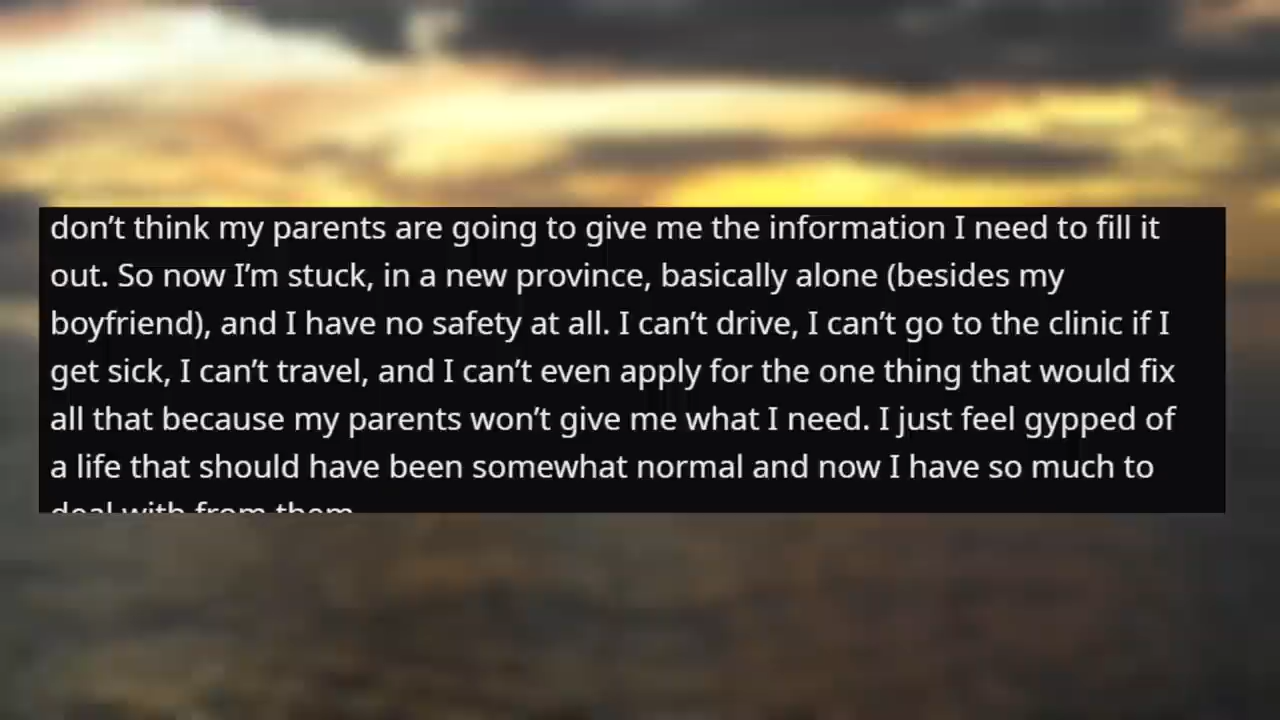 don’t think my parents are going to give me the information I need to fill it
out. So now I’m stuck, in a new province, basically alone (besides my
boyfriend), and I have no safety at all. I can’t drive, I can’t go to the clinic if I
get sick, I can’t travel, and I can’t even apply for the one thing that would fix
all that because my parents won’t give me what I need. I just feel gypped of
a life that should have been somewhat normal and now I have so much to
deal with from them